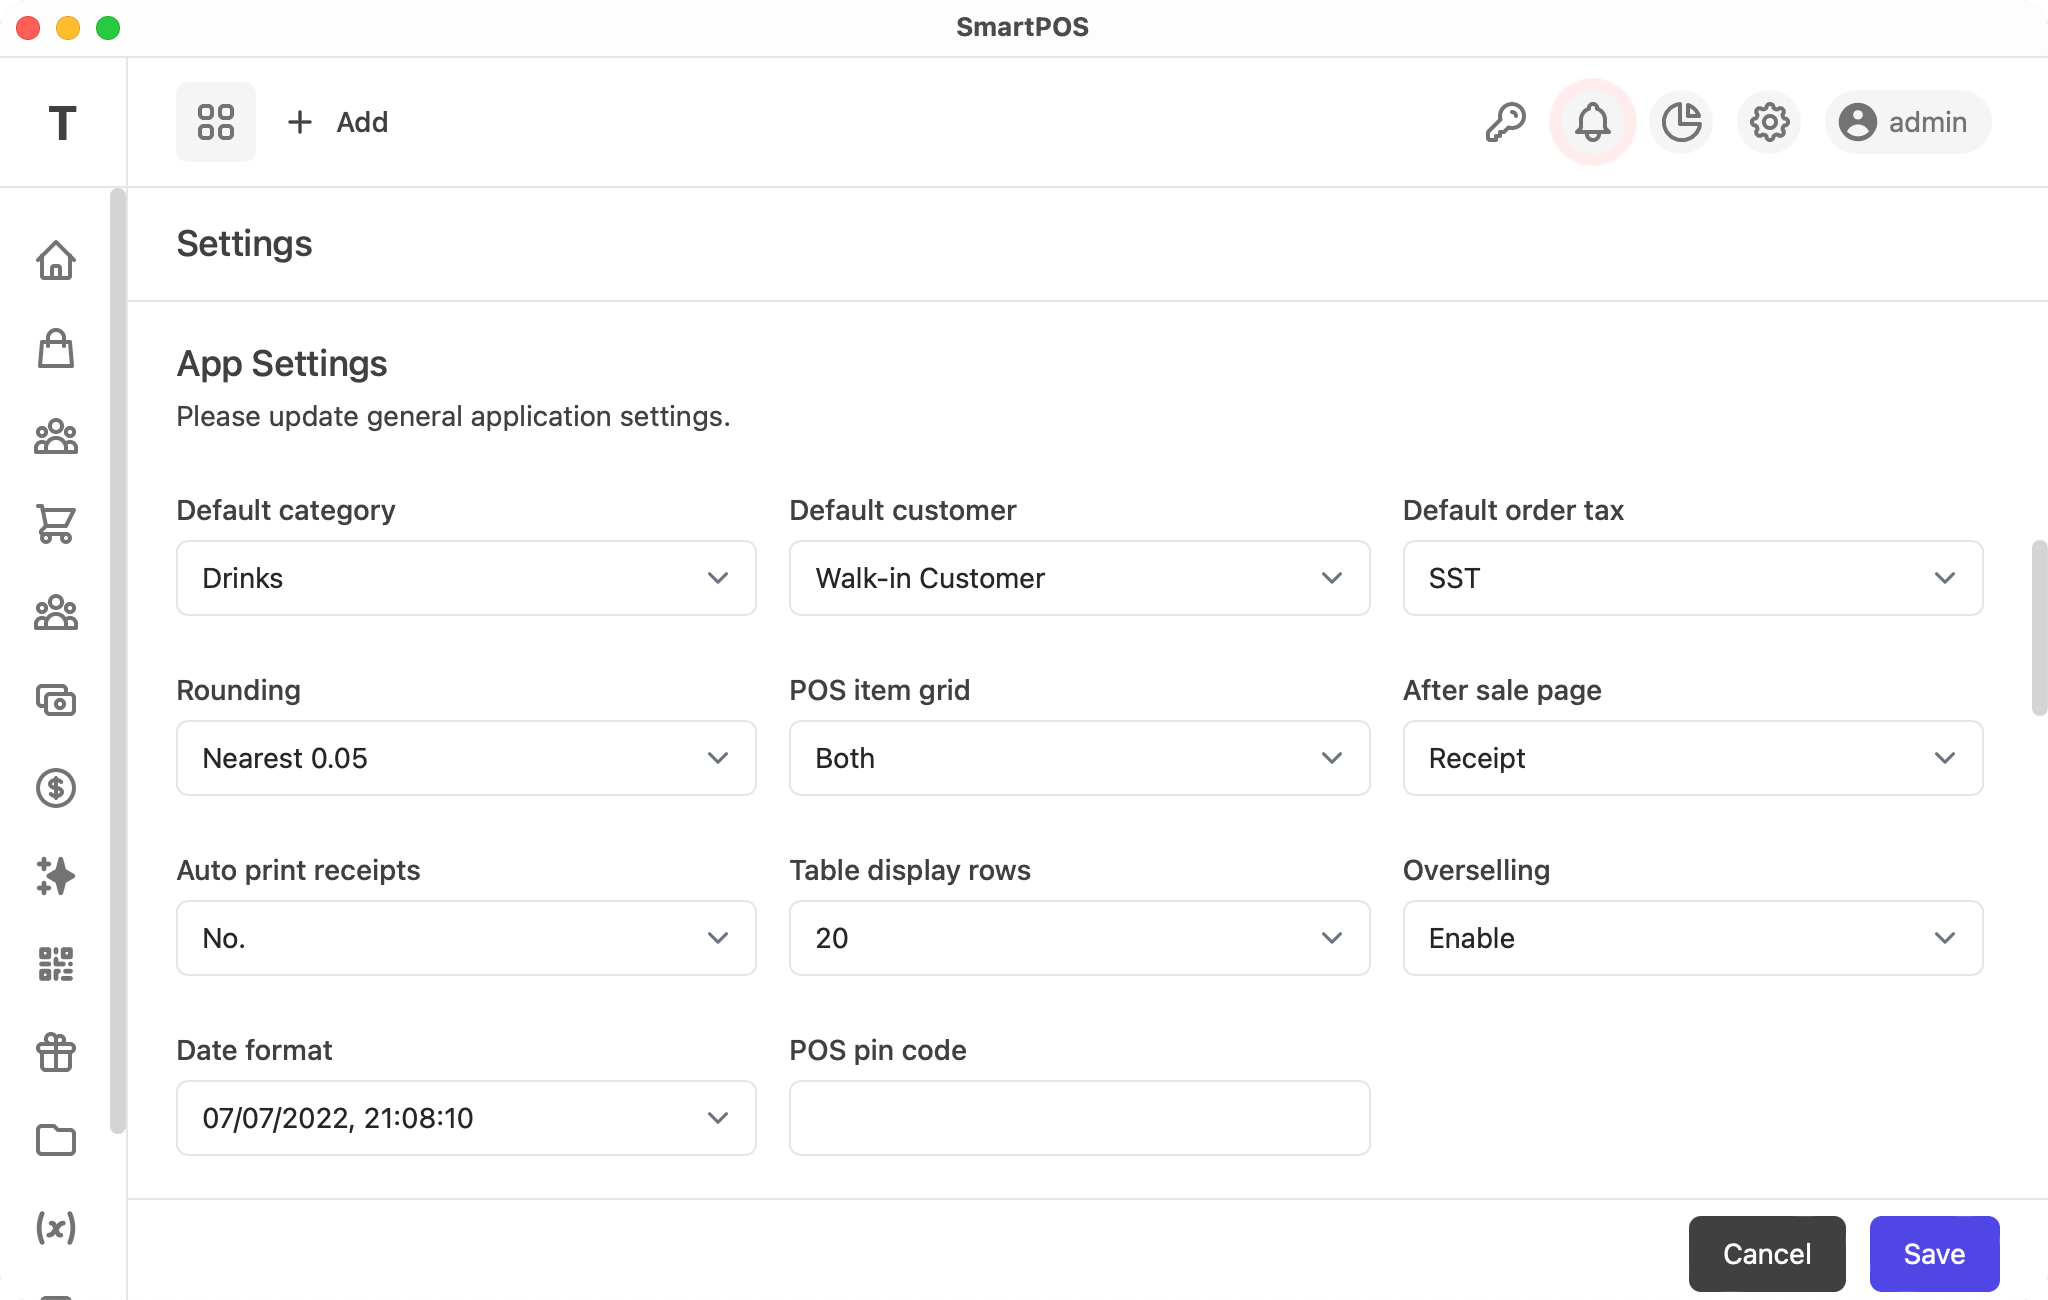 SmartPOS
T
Add
admin
Settings
App Settings
Please update general application settings.
Default category
Default customer
Default order tax
Drinks
Walk-in Customer
SST
Rounding
POS item grid
After sale page
Nearest 0.05
Both
Receipt
Auto print receipts
Table display rows
Overselling
No.
20
Enable
Date format
POS pin code
07/07/2022, 21:08:10
(x)
Cancel
Save